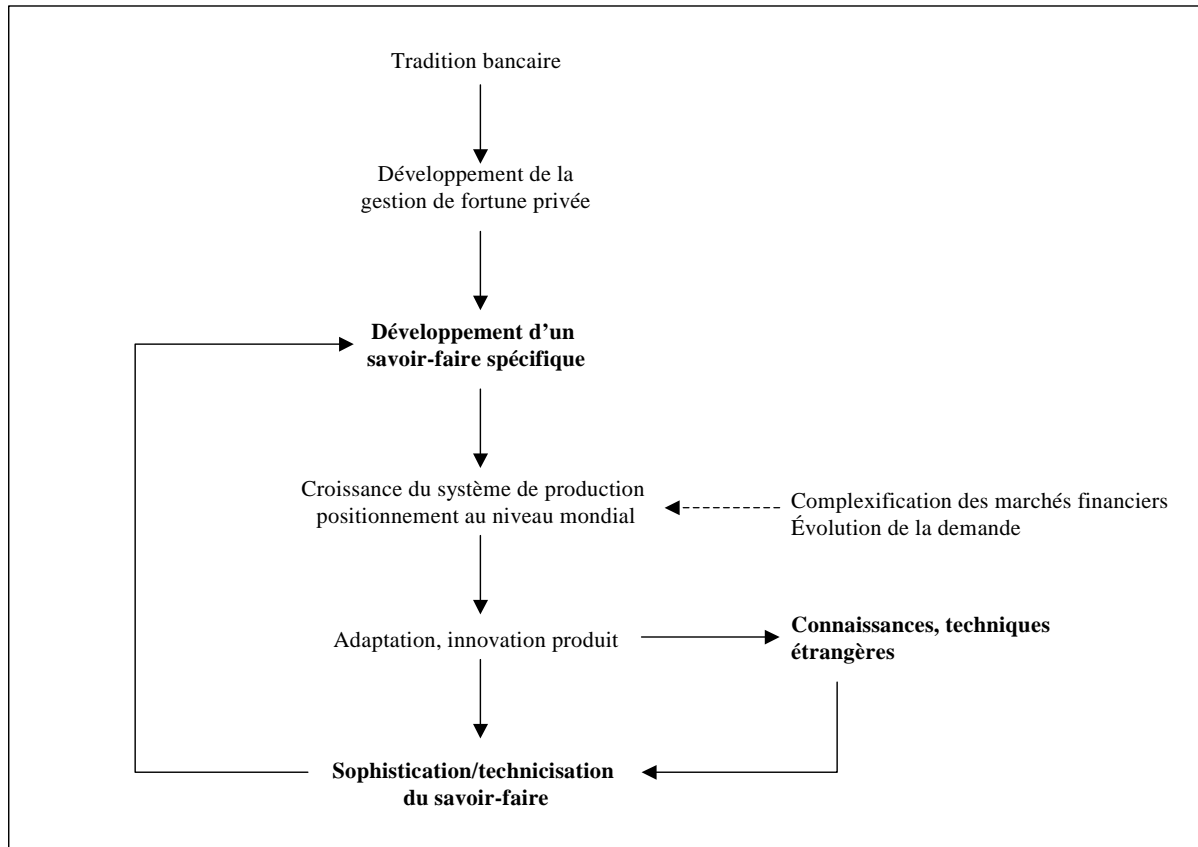 Tradition bancaire
Développement de la
gestion de fortune privée
Développement d’un
savoir-faire spécifique
Croissance du système de production
positionnement au niveau mondial
Complexification des marchés financiers
Évolution de la demande
Adaptation, innovation produit
Connaissances, techniques
étrangères
Sophistication/technicisation
du savoir-faire